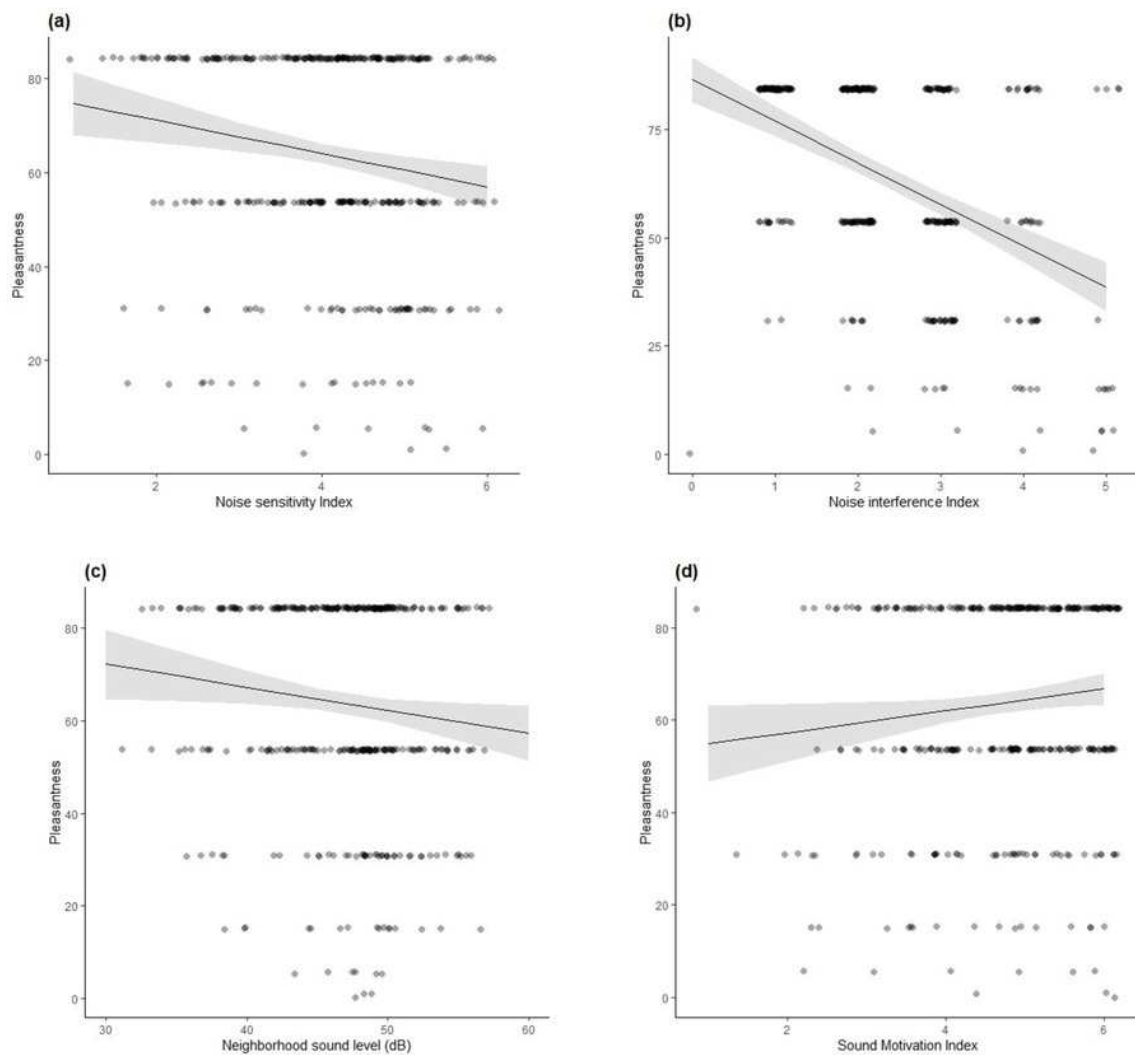 (a)
80
60
40
20
0
Pleasantness
2 4 6
Noise sensitivity Index
(b)
75
50
25
0
Pleasantness
0 1 2 3 4 5
Noise interference Index
(c)
80
60
40
20
0
Pleasantness
30 40 50 60
Neighborhood sound level (dB)
(d)
80
60
40
20
0
Pleasantness
2 4 6
Sound Motivation Index